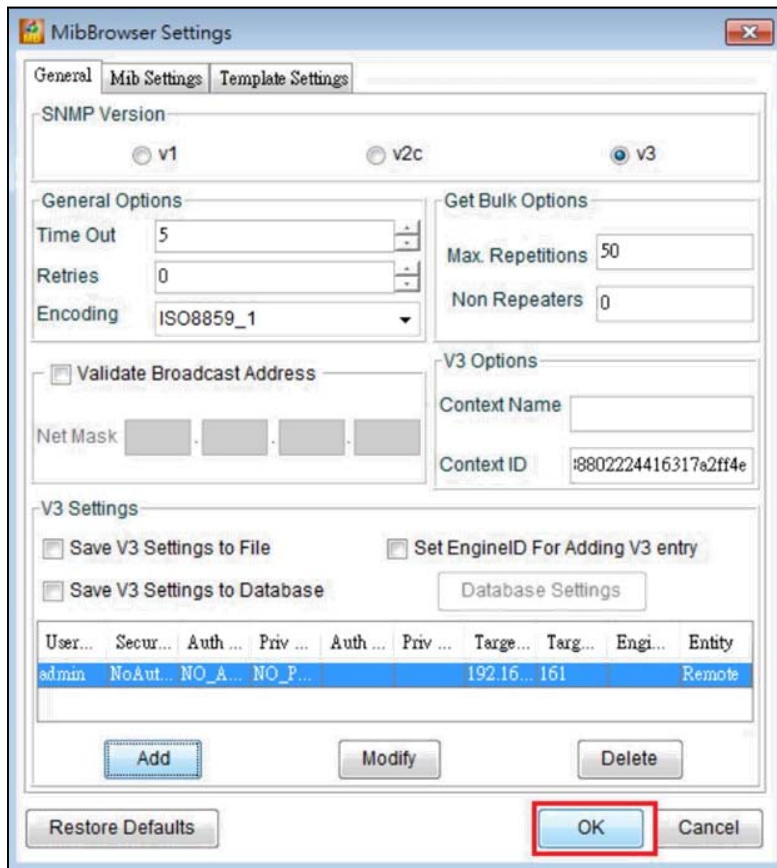 MibBrowser Settings
General Mib Settings Template Settings
SNMP Version
v1 v2c v3
General Options
Time Out 5
Retries 0
Encoding ISO8859_1
Get Bulk Options
Max. Repetitions 50
Non Repeaters 0
Validate Broadcast Address
Net Mask . . .
V3 Options
Context Name
Context ID :8802224416317a2ff4e
V3 Settings
Save V3 Settings to File Set EngineID For Adding V3 entry
Save V3 Settings to Database Database Settings
User... Secur... Auth ... Priv ... Auth ... Priv ... Targe... Targ... Engi... Entity
admin NoAut... NO_A... NO_P... 192.16... 161 Remote
Add Modify Delete
Restore Defaults OK Cancel